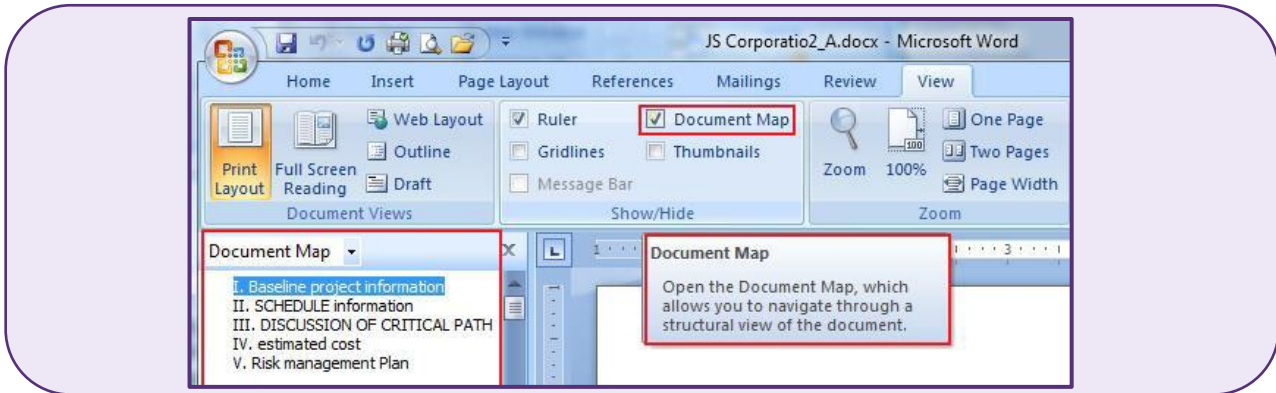 JS Corporatio2_A.docx - Microsoft Word
Home Insert Page Layout References Mailings Review View
Print Layout
Full Screen Reading
Web Layout
Outline
Draft
Document Views
Ruler
Gridlines
Message Bar
Document Map
Thumbnails
Show/Hide
Zoom
100
100%
One Page
Two Pages
Page Width
Zoom
Document Map
I. Baseline project information
II. SCHEDULE information
III. DISCUSSION OF CRITICAL PATH
IV. estimated cost
V. Risk management Plan
L
1
3
Document Map
Open the Document Map, which
allows you to navigate through a
structural view of the document.